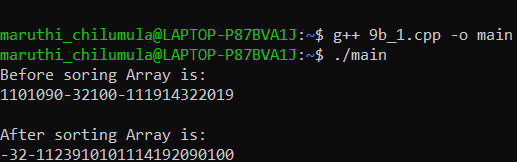 maruthi_chilumula@LAPTOP-P87BVA1J:~$ g++ 9b_1.cpp -o main
maruthi_chilumula@LAPTOP-P87BVA1J:~$ ./main
Before soring Array is:
1101090-32100-111914322019
After sorting Array is:
-32-1123910101114192090100